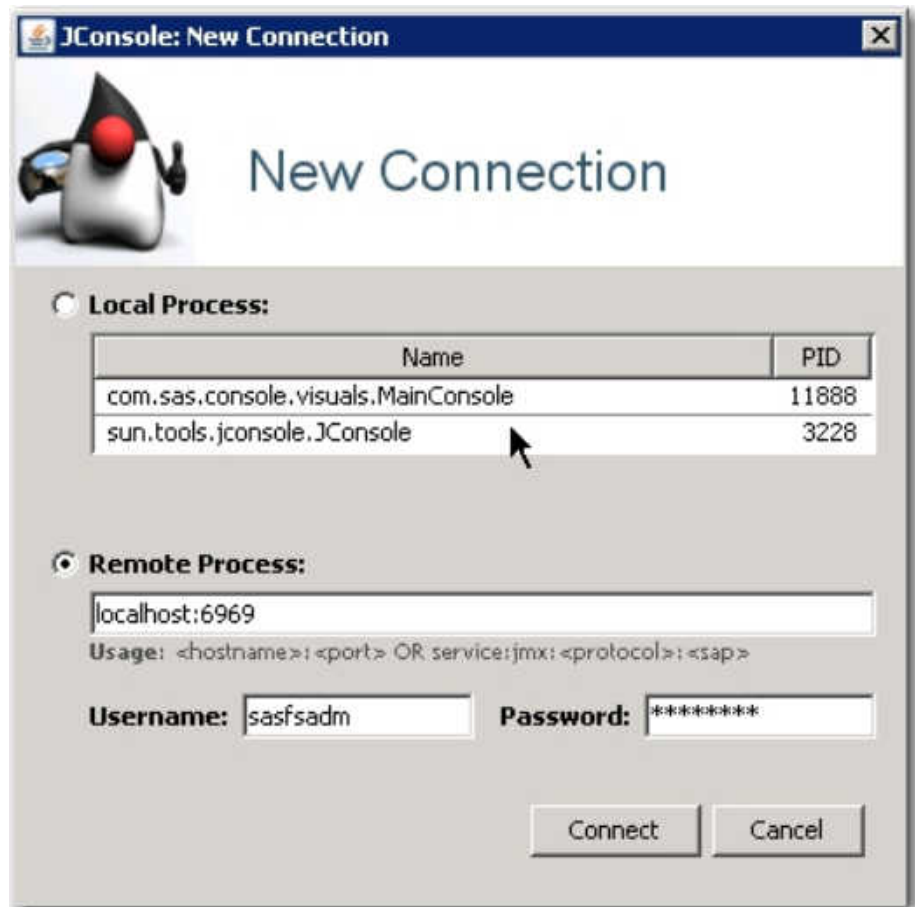 JConsole: New Connection
New Connection
Local Process:
Name PID
com.sas.console.visuals.MainConsole 11888
sun.tools.jconsole.JConsole 3228
Remote Process:
localhost:6969
Usage: <hostname>:<port> OR service:jmx:<protocol>:<sap>
Username: sasfsadm Password: ********
Connect Cancel